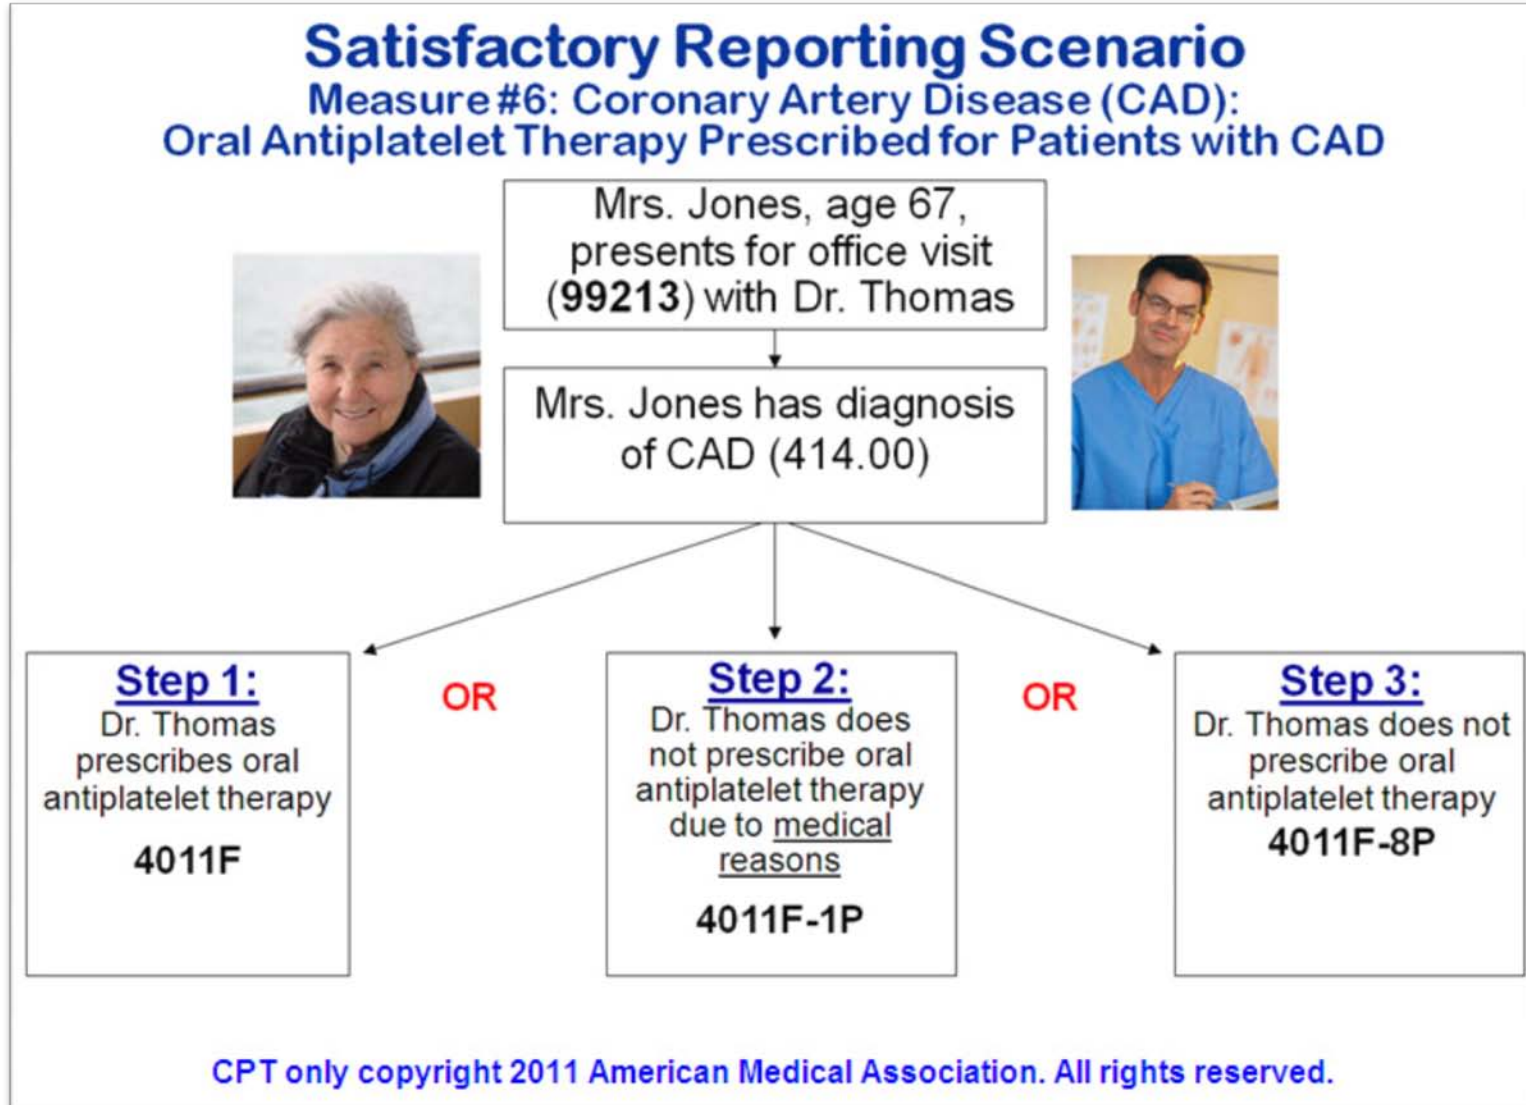 Satisfactory Reporting Scenario
Measure #6: Coronary Artery Disease (CAD):
Oral Antiplatelet Therapy Prescribed for Patients with CAD
Mrs. Jones, age 67,
presents for office visit
(99213) with Dr. Thomas
Mrs. Jones has diagnosis
of CAD (414.00)
Step 1:
Dr. Thomas
prescribes oral
antiplatelet therapy
4011F
OR
Step 2:
Dr. Thomas does
not prescribe oral
antiplatelet therapy
due to medical
reasons
4011F-1P
OR
Step 3:
Dr. Thomas does not
prescribe oral
antiplatelet therapy
4011F-8P
CPT only copyright 2011 American Medical Association. All rights reserved.